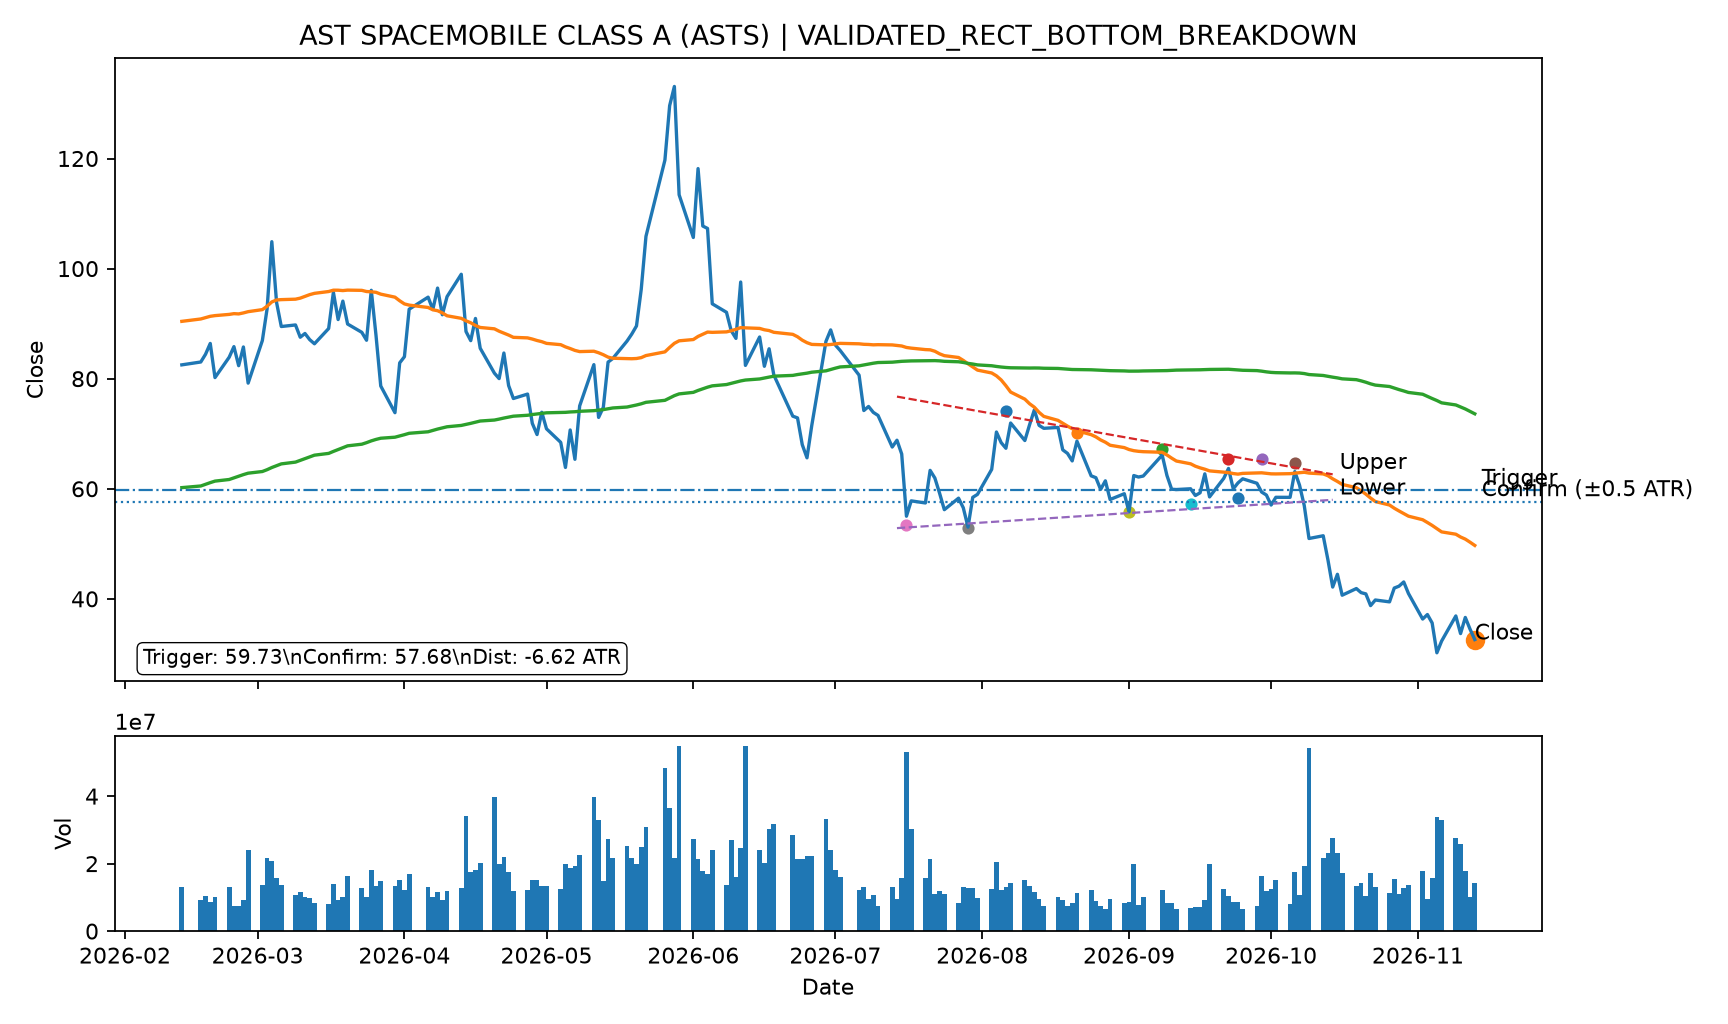 AST SPACEMOBILE CLASS A (ASTS) | VALIDATED_RECT_BOTTOM_BREAKDOWN
Close
120
100
80
60
40
Upper
Lower
Trigger
Confirm (±0.5 ATR)
Close
Trigger: 59.73\nConfirm: 57.68\nDist: -6.62 ATR
1e7
Vol
4
2
0
2026-02 2026-03 2026-04 2026-05 2026-06 2026-07 2026-08 2026-09 2026-10 2026-11
Date